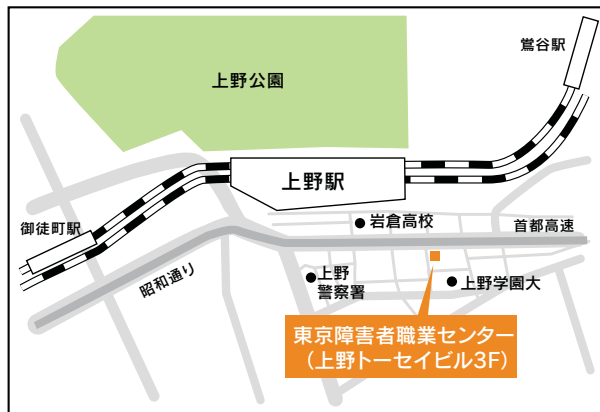 鶯谷駅
上野公園
上野駅
岩倉高校
首都高速
御徒町駅
昭和通り
上野
警察署
上野学園大
東京障害者職業センター
（上野トーセイビル3F）